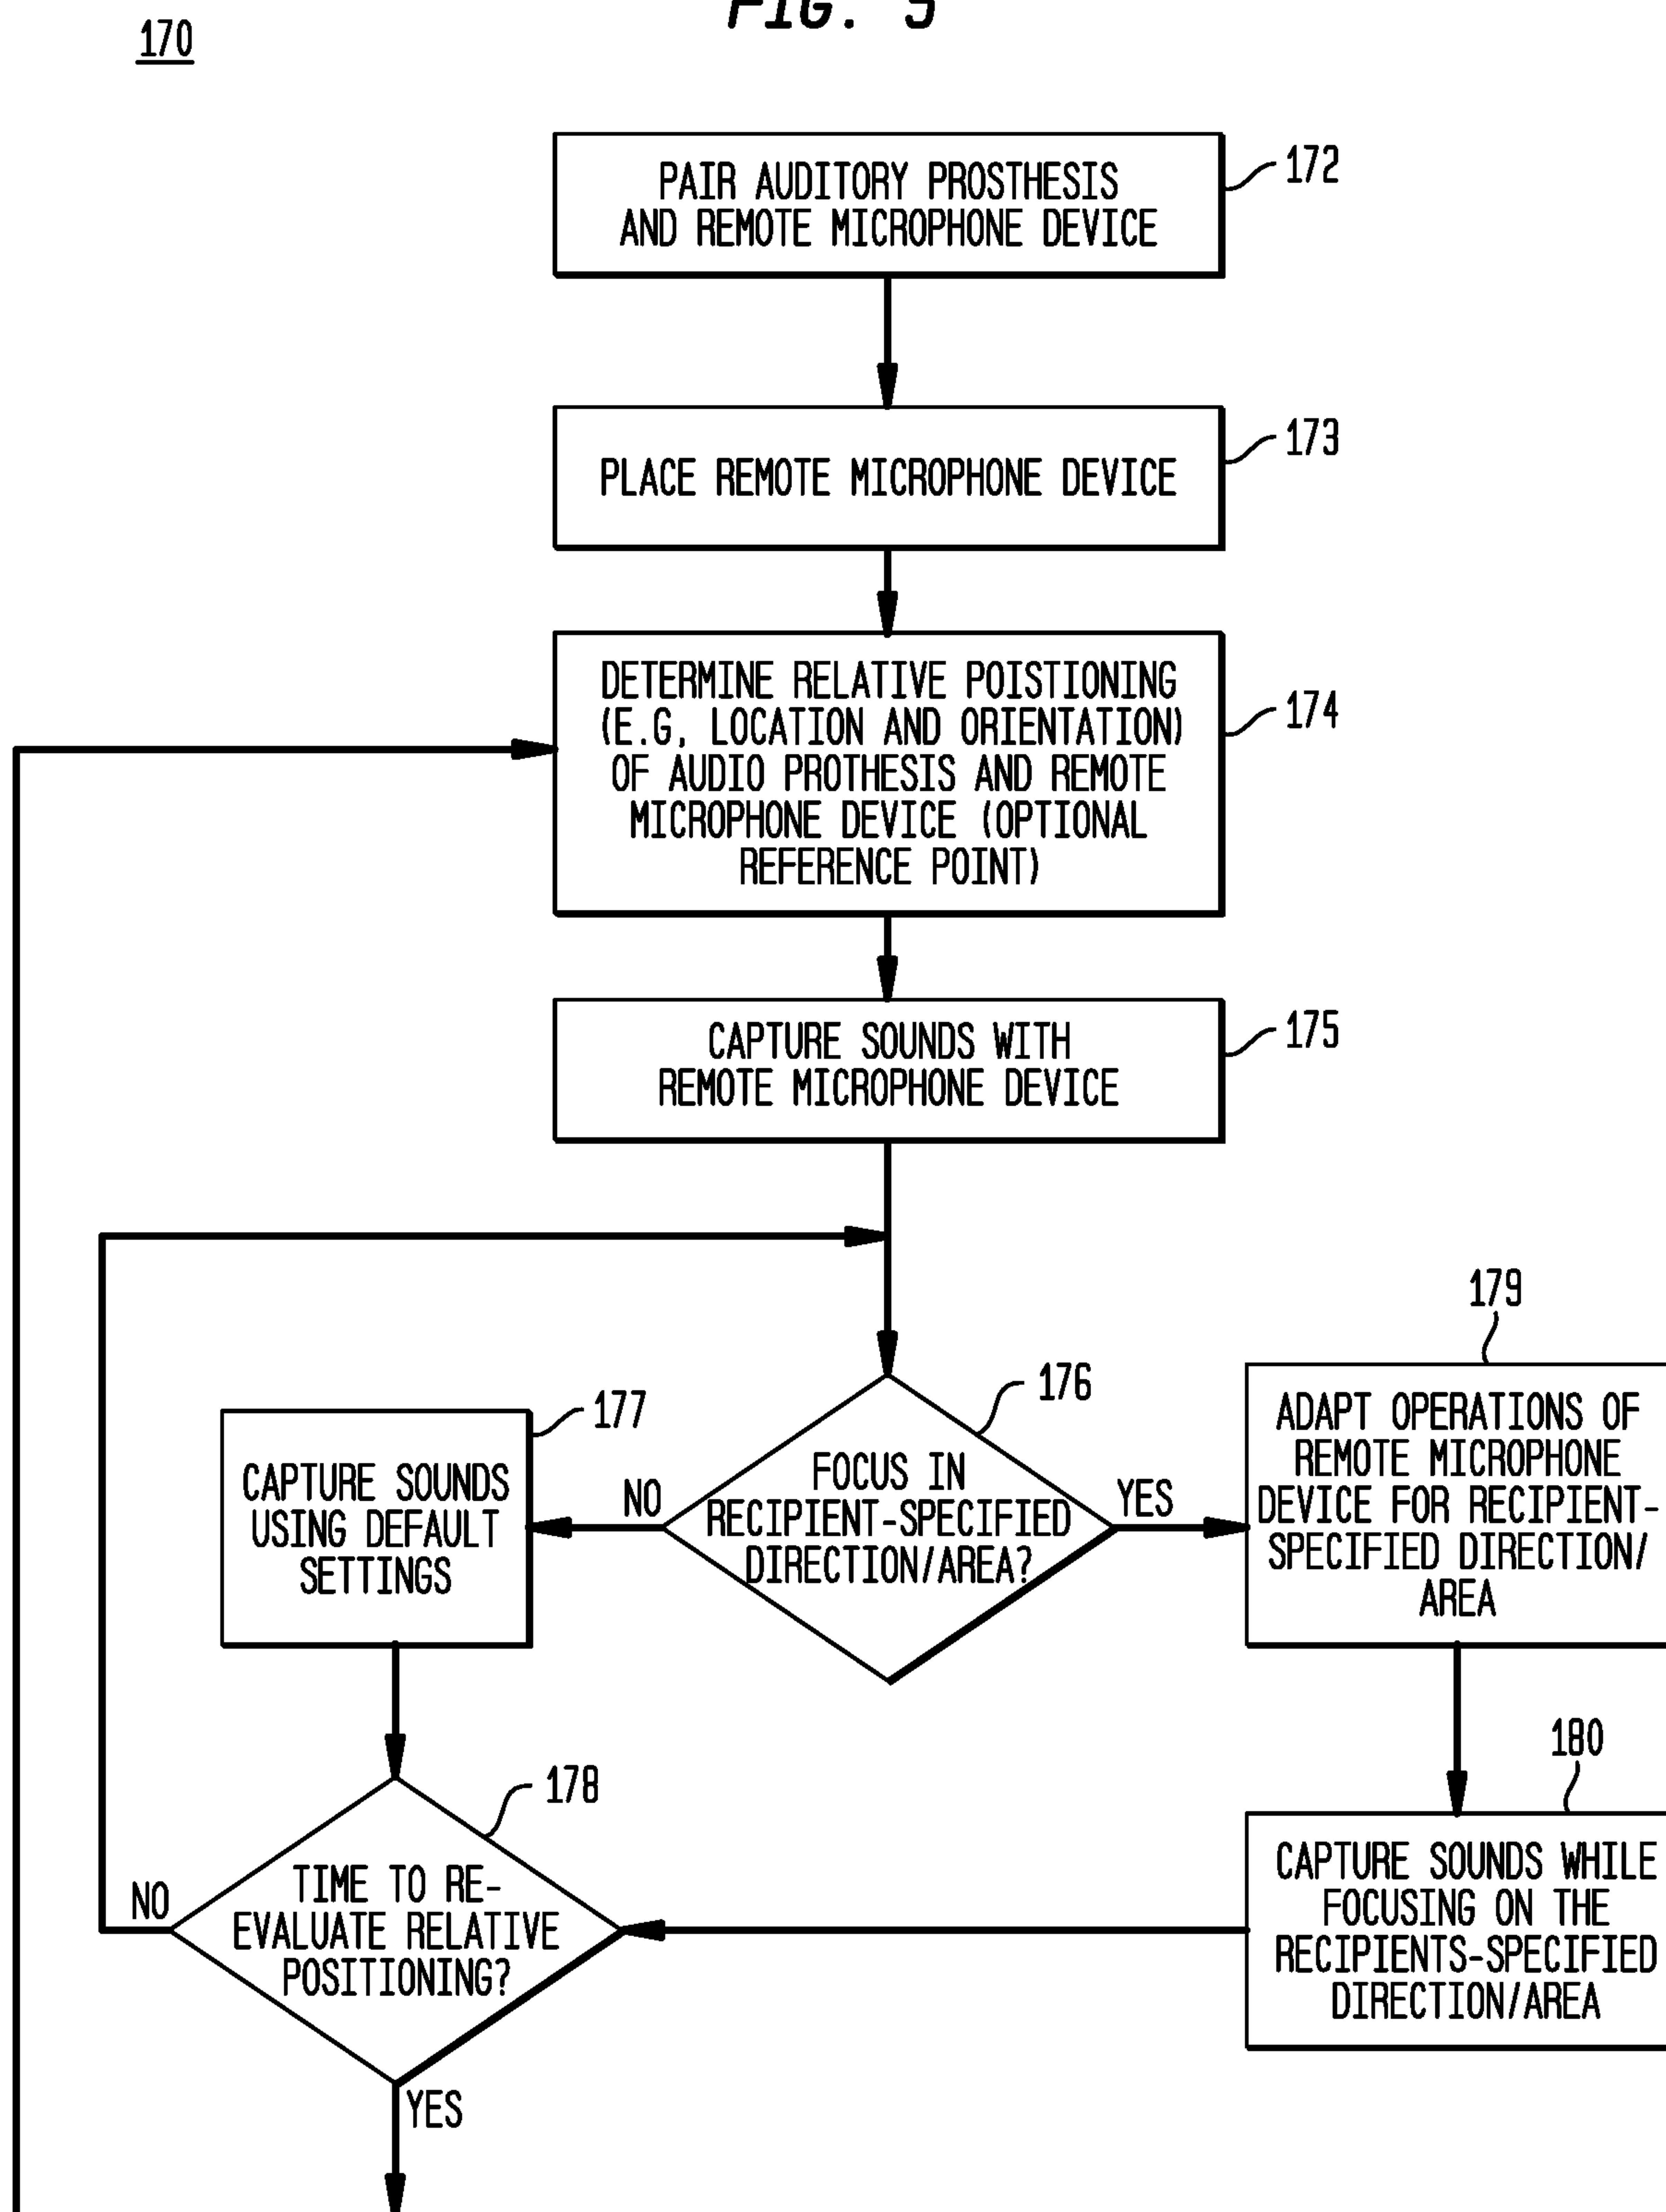 170
FIG. 5
PAIR AUDITORY PROSTHESIS
AND REMOTE MICROPHONE DEVICE
172
PLACE REMOTE MICROPHONE DEVICE
173
DETERMINE RELATIVE POISTIONING
(E.G, LOCATION AND ORIENTATION)
OF AUDIO PROTHESIS AND REMOTE
MICROPHONE DEVICE (OPTIONAL
REFERENCE POINT)
174
CAPTURE SOUNDS WITH
REMOTE MICROPHONE DEVICE
175
FOCUS IN
RECIPIENT-SPECIFIED
DIRECTION/AREA?
176
NO
YES
CAPTURE SOUNDS
USING DEFAULT
SETTINGS
177
179
ADAPT OPERATIONS OF
REMOTE MICROPHONE
DEVICE FOR RECIPIENT-
SPECIFIED DIRECTION/
AREA
180
CAPTURE SOUNDS WHILE
FOCUSING ON THE
RECIPIENTS-SPECIFIED
DIRECTION/AREA
178
TIME TO RE-
EVALUATE RELATIVE
POSITIONING?
NO
YES